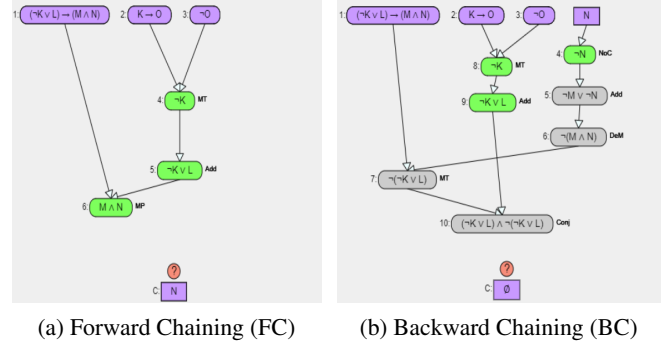 1: (¬K ∨ L) → (M ∧ N)
2: K → O
3: ¬O
4: ¬K MT
5: ¬K ∨ L Add
6: M ∧ N MP
?
C: N
(a) Forward Chaining (FC)
1: (¬K ∨ L) → (M ∧ N)
2: K → O
3: ¬O
N
8: ¬K MT
4: ¬N NoC
9: ¬K ∨ L Add
5: ¬M ∨ ¬N Add
6: ¬(M ∧ N) DeM
7: ¬(¬K ∨ L) MT
10: (¬K ∨ L) ∧ ¬(¬K ∨ L) Conj
?
C: Ø
(b) Backward Chaining (BC)